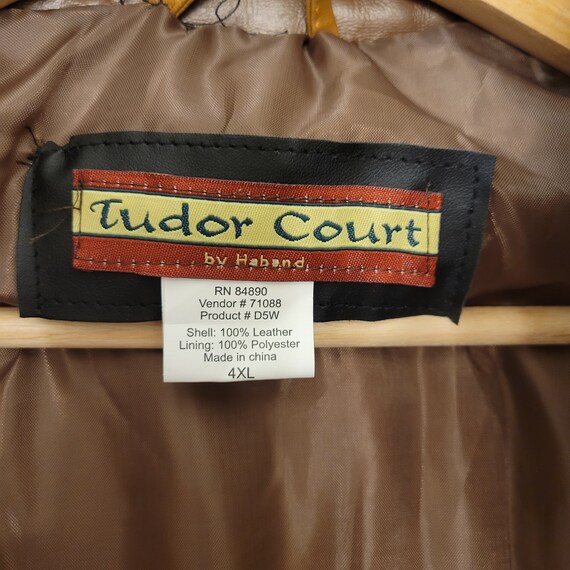 Tudor Court
by Haband
RN 84890
Vendor # 71088
Product # D5W
Shell: 100% Leather
Lining: 100% Polyester
Made in china
4XL